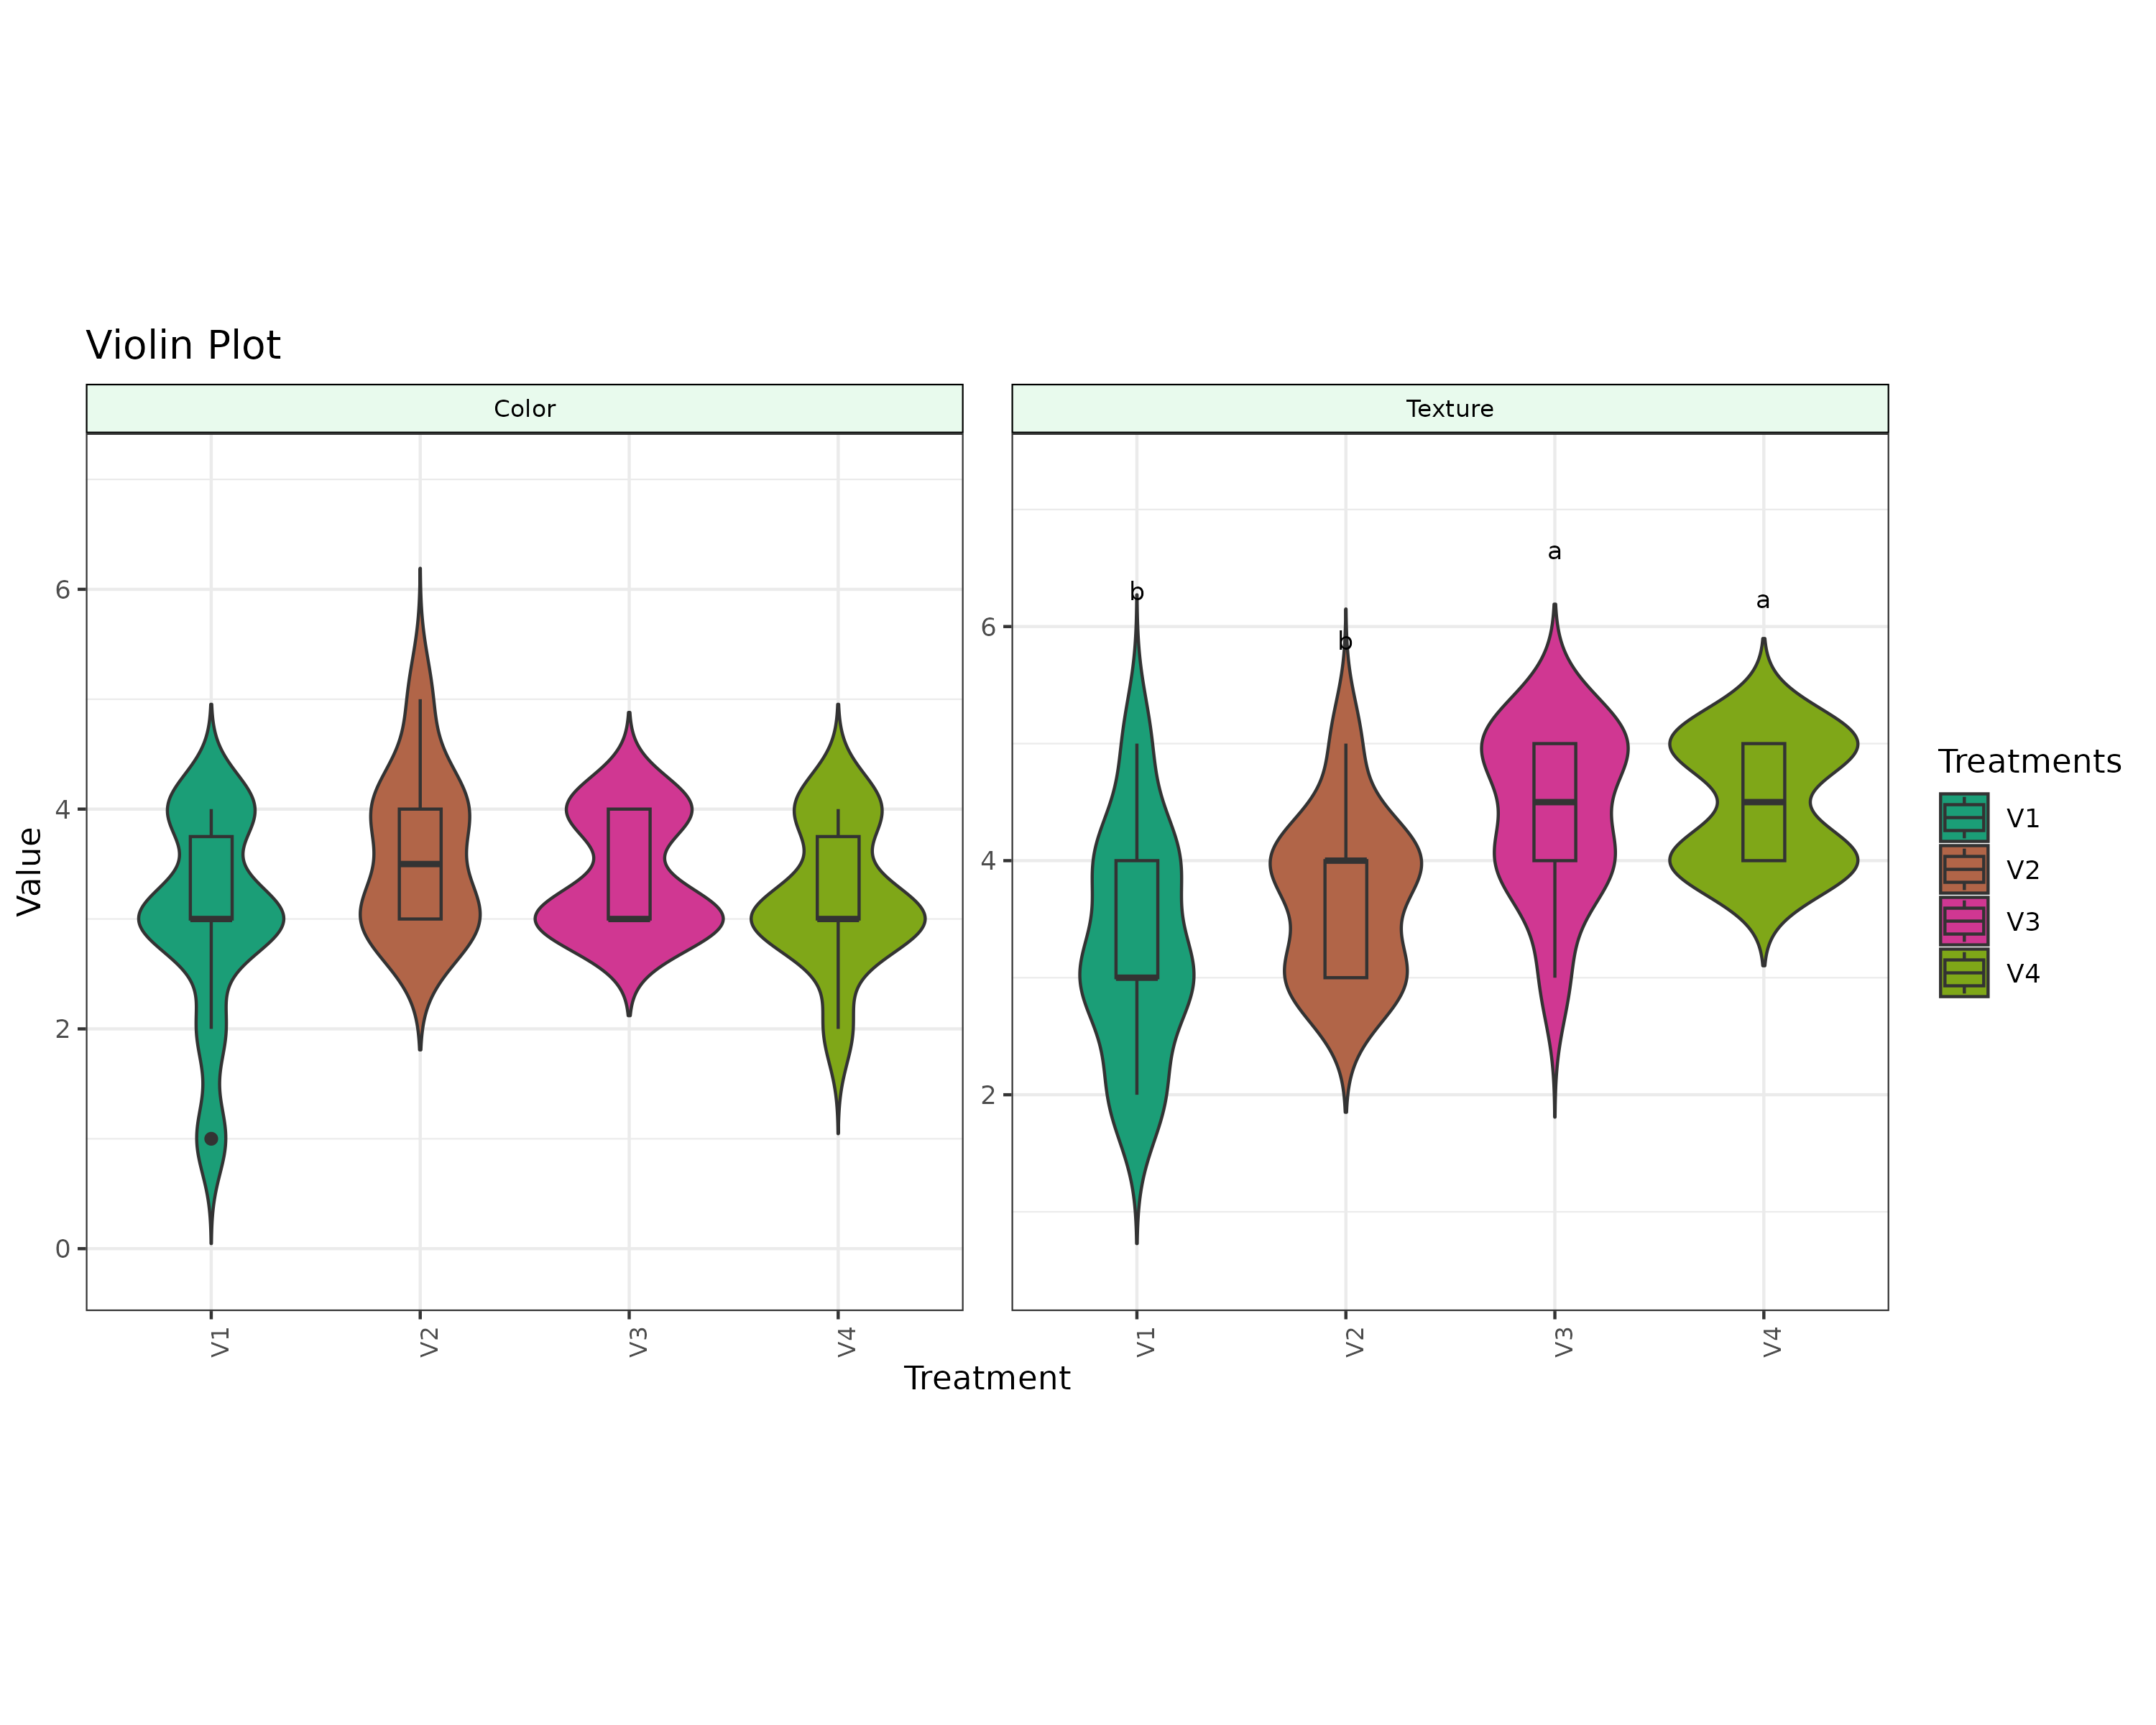 Violin Plot
Color
Texture
b
b
a
a
Value
6
4
2
0
6
4
2
V1
V2
V3
V4
V1
V2
V3
V4
Treatment
Treatments
V1
V2
V3
V4